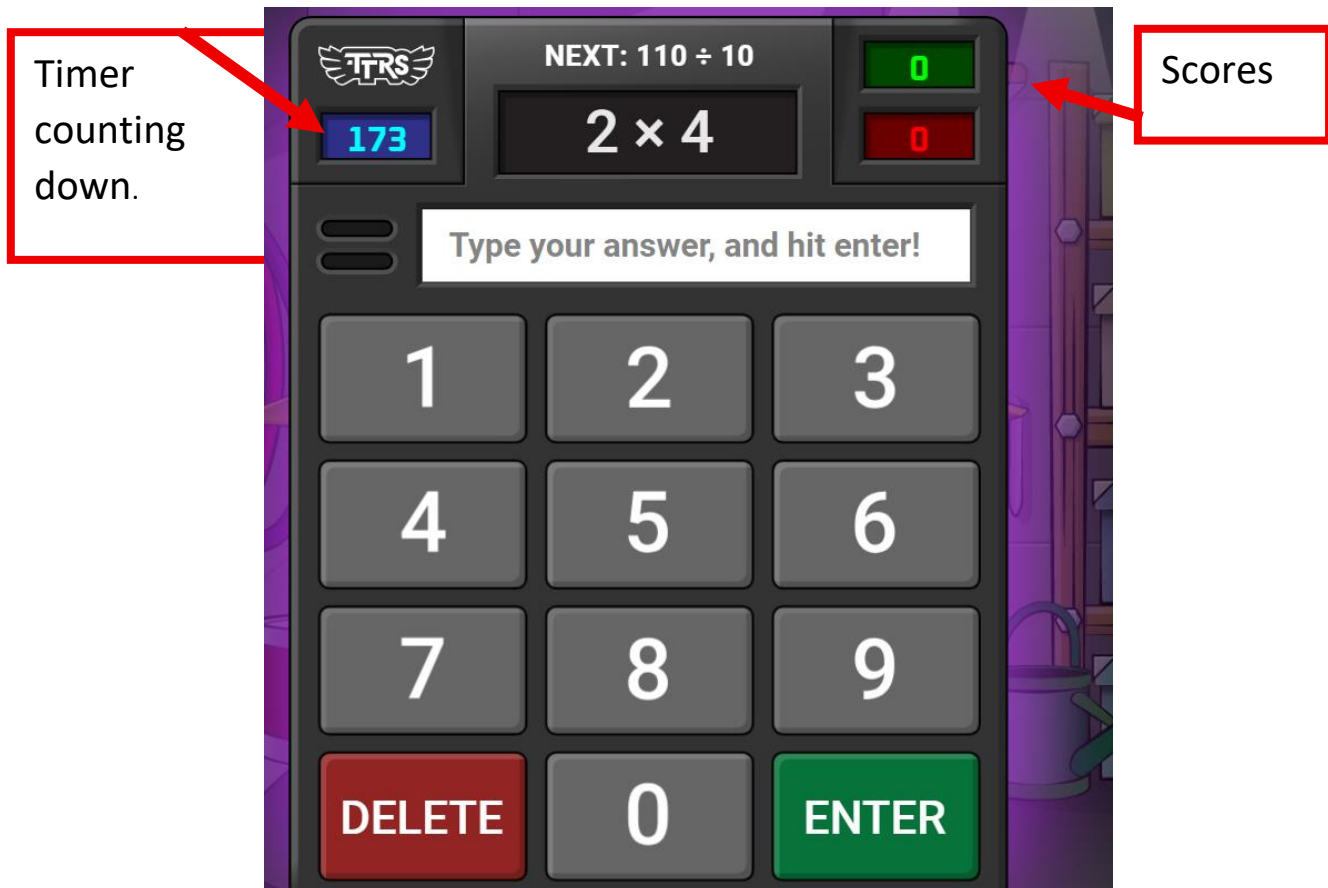 Timer
counting
down.
TTRS
173
NEXT: 110 ÷ 10
2 × 4
0
0
Scores
Type your answer, and hit enter!
1 2 3
4 5 6
7 8 9
DELETE 0 ENTER